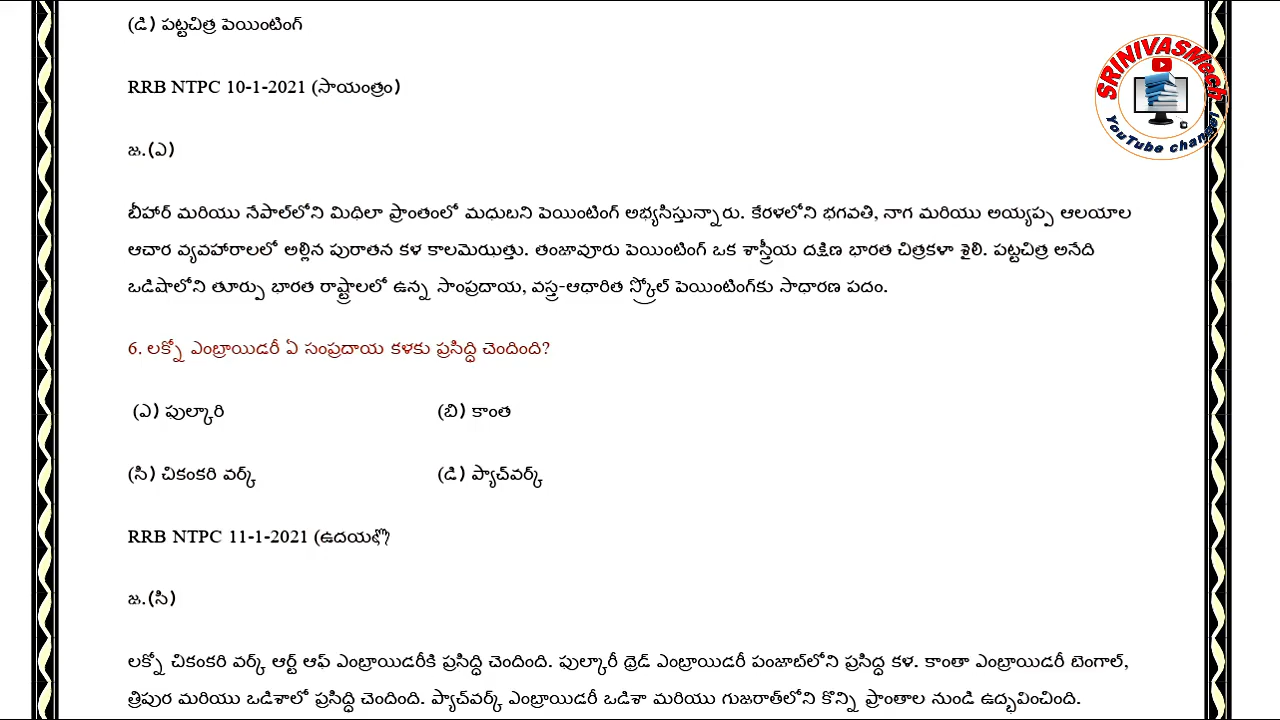 (డి) పట్టచిత్ర పెయింటింగ్
RRB NTPC 10-1-2021 (సాయంత్రం)
జ.(ఎ)
బీహార్ మరియు నేపాల్‌లోని మిథిలా ప్రాంతంలో మధుబని పెయింటింగ్ అభ్యసిస్తున్నారు. కేరళలోని భగవతి, నాగ మరియు అయ్యప్ప ఆలయాల
ఆచార వ్యవహారాలలో అల్లిన పురాతన కళ కాలమెఝుత్తు. తంజావూరు పెయింటింగ్ ఒక శాస్త్రీయ దక్షిణ భారత చిత్రకళా శైలి. పట్టచిత్ర అనేది
ఒడిషాలోని తూర్పు భారత రాష్ట్రాలలో ఉన్న సాంప్రదాయ, వస్త్ర-ఆధారిత స్క్రోల్ పెయింటింగ్‌కు సాధారణ పదం.
6. లక్నో ఎంబ్రాయిడరీ ఏ సంప్రదాయ కళకు ప్రసిద్ధి చెందింది?
(ఎ) పుల్కారి (బి) కాంత
(సి) చికంకరి వర్క్ (డి) ప్యాచ్‌వర్క్
RRB NTPC 11-1-2021
జ.(సి)
లక్నో చికంకరి వర్క్ ఆర్ట్ ఆఫ్ ఎంబ్రాయిడరీకి ప్రసిద్ధి చెందింది. పుల్కారీ థ్రెడ్ ఎంబ్రాయిడరీ పంజాబ్‌లోని ప్రసిద్ధ కళ. కాంతా ఎంబ్రాయిడరీ బెంగాల్,
త్రిపుర మరియు ఒడిశాలో ప్రసిద్ధి చెందింది. ప్యాచ్‌వర్క్ ఎంబ్రాయిడరీ ఒడిశా మరియు గుజరాత్‌లోని కొన్ని ప్రాంతాల నుండి ఉద్భవించింది.
SRINIVASMech
YouTube channel